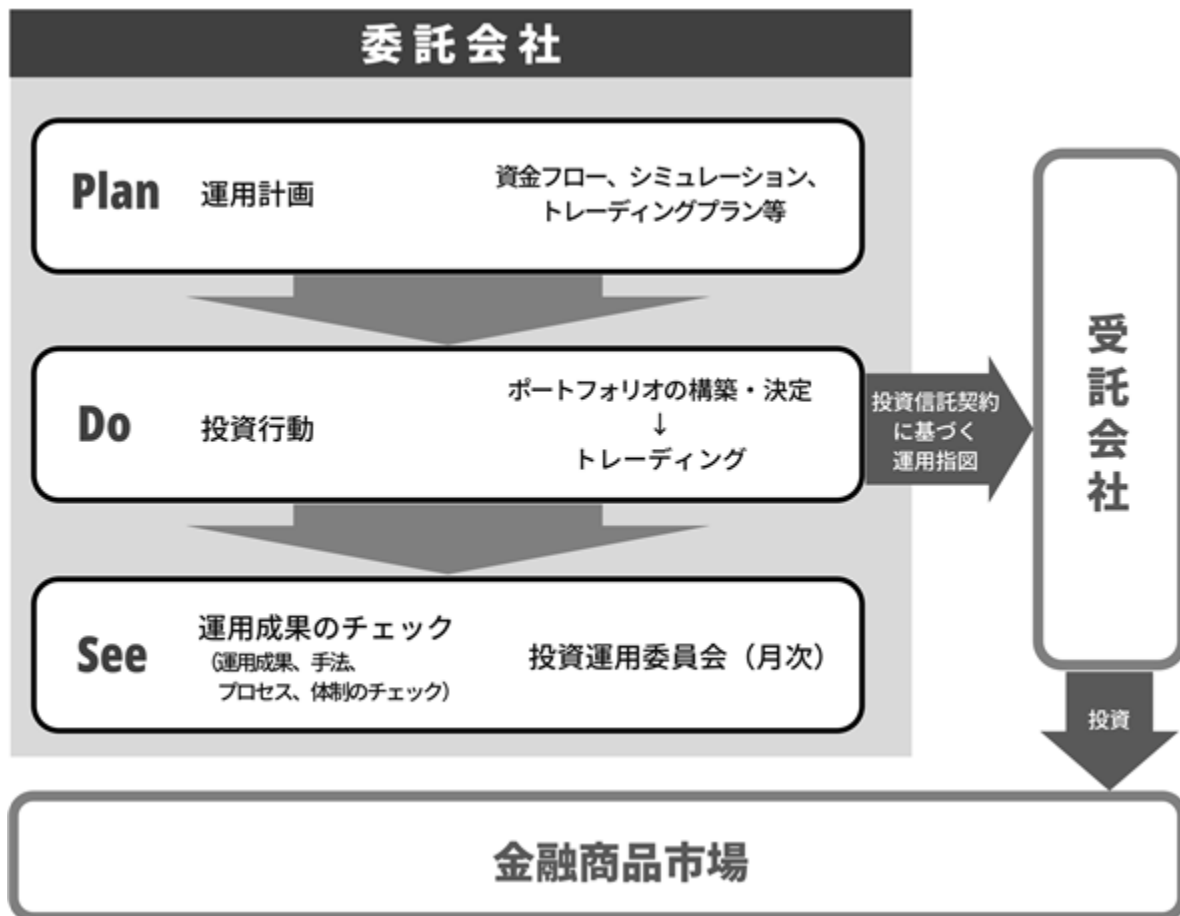 委託会社
Plan 運用計画
資金フロー、シミュレーション、
トレーディングプラン等
Do 投資行動
ポートフォリオの構築・決定
↓
トレーディング
投資信託契約
に基づく
運用指図
受託会社
See 運用成果のチェック
（運用成果、手法、
プロセス、体制のチェック）
投資運用委員会（月次）
投資
金融商品市場